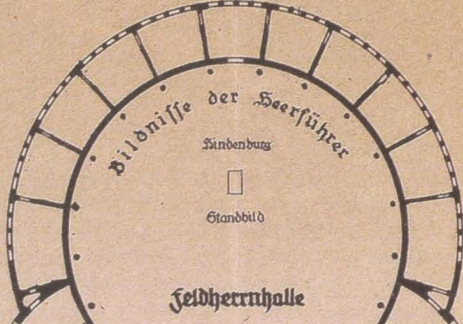 Bildnisse der Heerführer
Hindenburg
Standbild
Feldherrnhalle